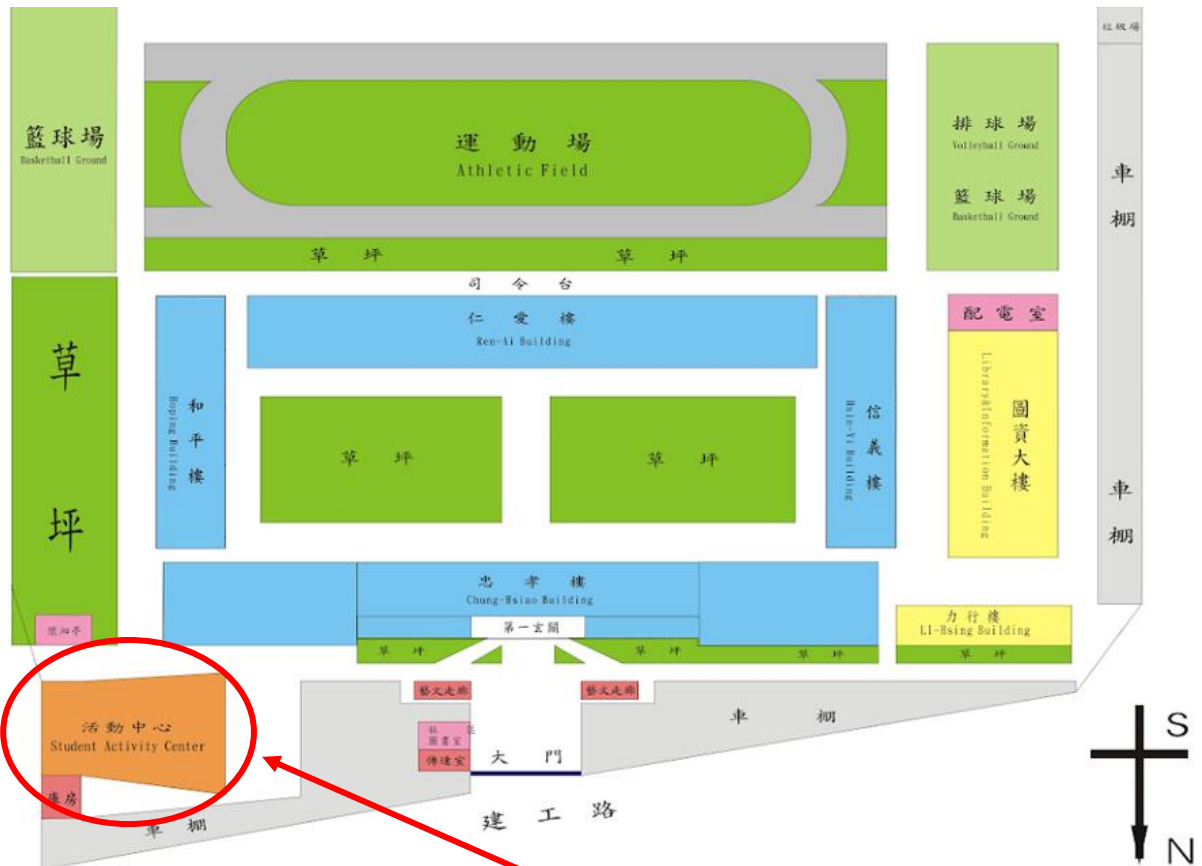 垃圾場
籃球場
Basketball Ground
運動場
Athletic Field
排球場
Volleyball Ground
籃球場
Basketball Ground
車棚
草坪
草坪
司令台
仁愛樓
Ren-Ai Building
配電室
草坪
和平樓
Hoping Building
草坪
草坪
信義樓
Hsin-Yi Building
圖資大樓
Library&Information Building
車棚
忠孝樓
Chung-Hsiao Building
第一玄關
力行樓
LI-Hsing Building
草坪
草坪
草坪
草坪
藝文走廊
藝文走廊
活動中心
Student Activity Center
圖書室
傳達室
大門
車棚
庫房
車棚
建工路
S
N